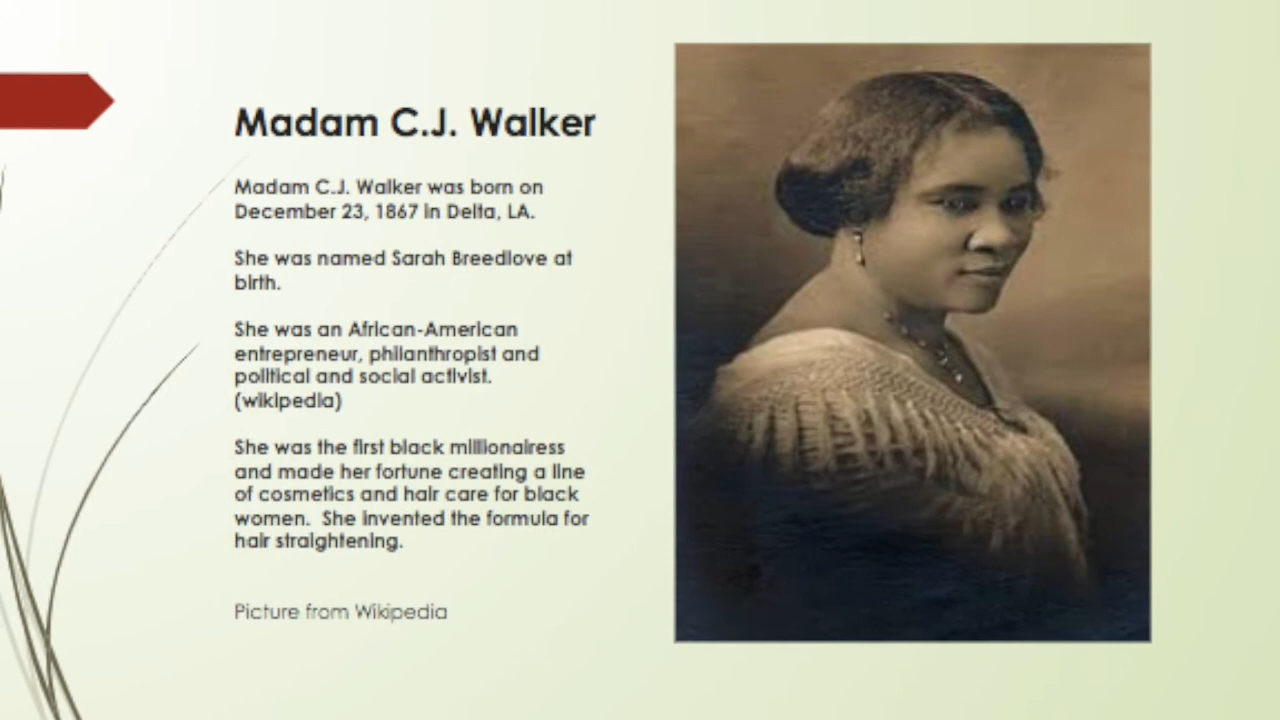 Madam C.J. Walker
Madam C.J. Walker was born on
December 23, 1867 in Delta, LA.
She was named Sarah Breedlove at
birth.
She was an African-American
entrepreneur, philanthropist and
political and social activist.
(wikipedia)
She was the first black millionairess
and made her fortune creating a line
of cosmetics and hair care for black
women.  She invented the formula for
hair straightening.
Picture from Wikipedia